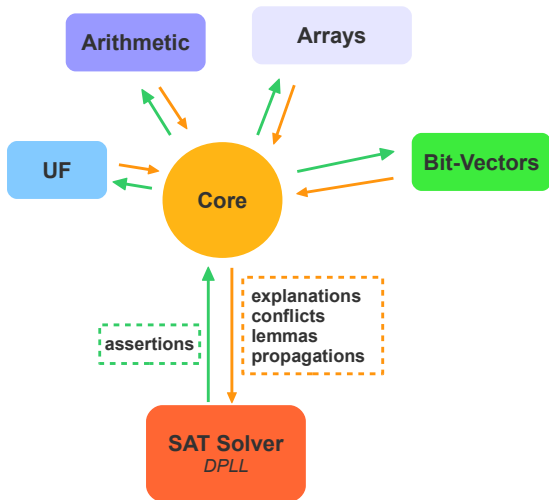 Arithmetic
Arrays
UF
Bit-Vectors
Core
assertions
explanations
conflicts
lemmas
propagations
SAT Solver
DPLL